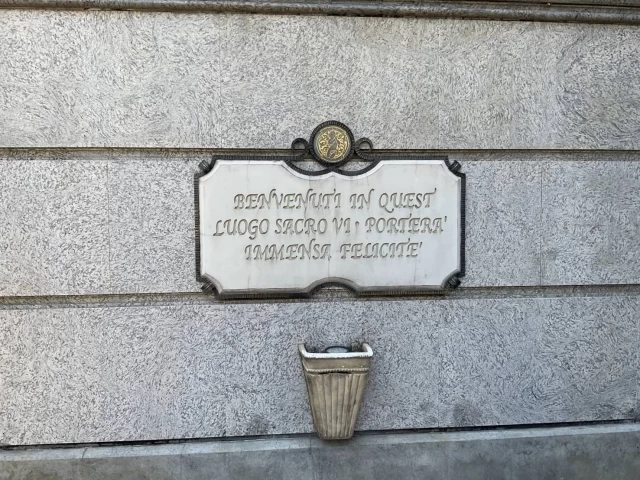 BENVENUTI IN QUEST
LUOGO SACRO VI · PORTERA'
IMMENSA FELICITE'